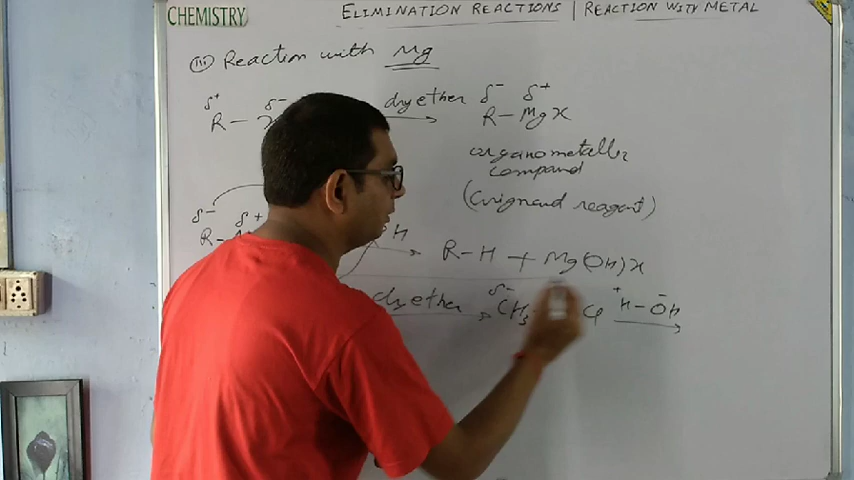 CHEMISTRY
ELIMINATION REACTIONS | REACTION WITH METAL
(iii) Reaction with Mg
δ+ δ- dry ether δ- δ+
R - → R - MgX
organometallic
compound
(Grignard reagent)
δ- δ+
R - H → R-H + Mg(OH)X
dry ether → δ- CH3 +H-OH →